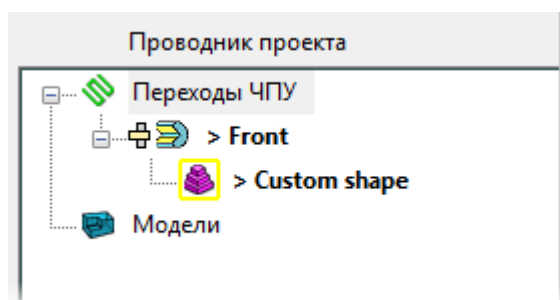 Проводник проекта
Переходы ЧПУ
> Front
> Custom shape
Модели